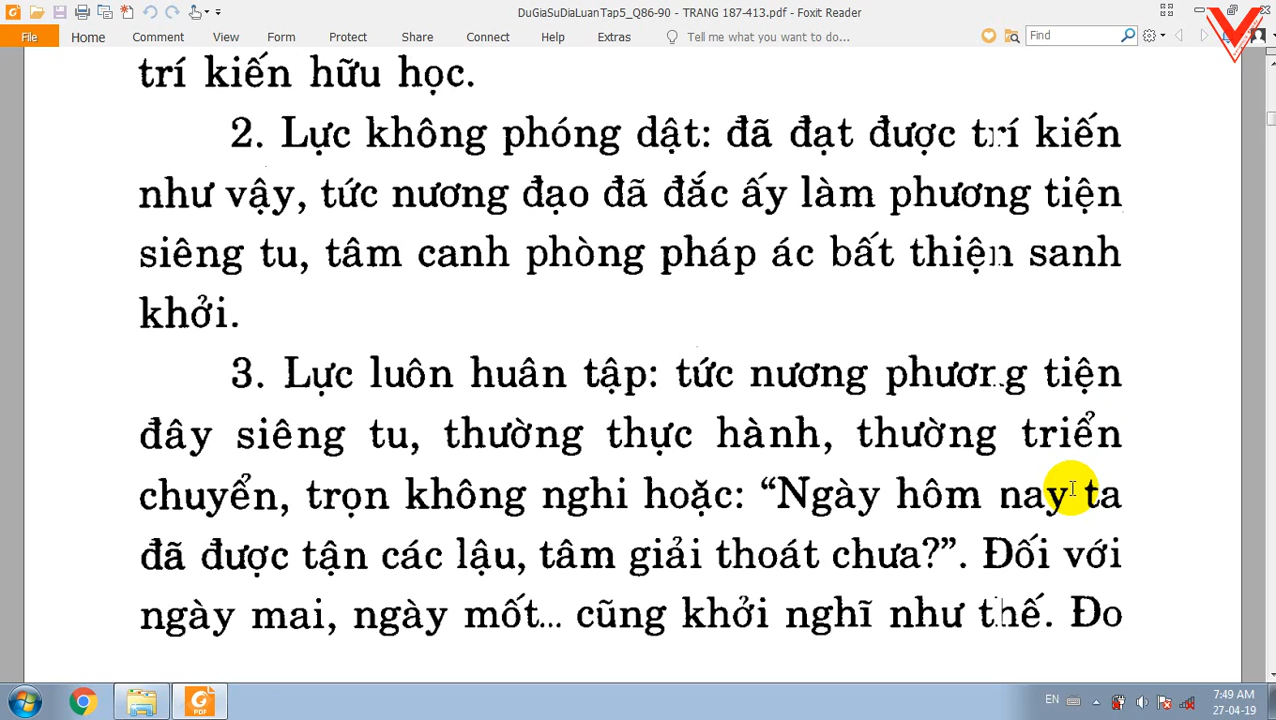 DuGiaSuDiaLuanTap5_Q86-90 - TRANG 187-413.pdf - Foxit Reader
File Home Comment View Form Protect Share Connect Help Extras Tell me what you want to do... Find
trí kiến hữu học.
2. Lực không phóng dật: đã đạt được trí kiến
như vậy, tức nương đạo đã đắc ấy làm phương tiện
siêng tu, tâm canh phòng pháp ác bất thiện sanh
khởi.
3. Lực luôn huân tập: tức nương phương tiện
đây siêng tu, thường thực hành, thường triển
chuyển, trọn không nghi hoặc: “Ngày hôm nay ta
đã được tận các lậu, tâm giải thoát chưa?”. Đối với
ngày mai, ngày mốt... cũng khởi nghĩ như thế. Đo
PDF
EN
7:49 AM
27-04-19